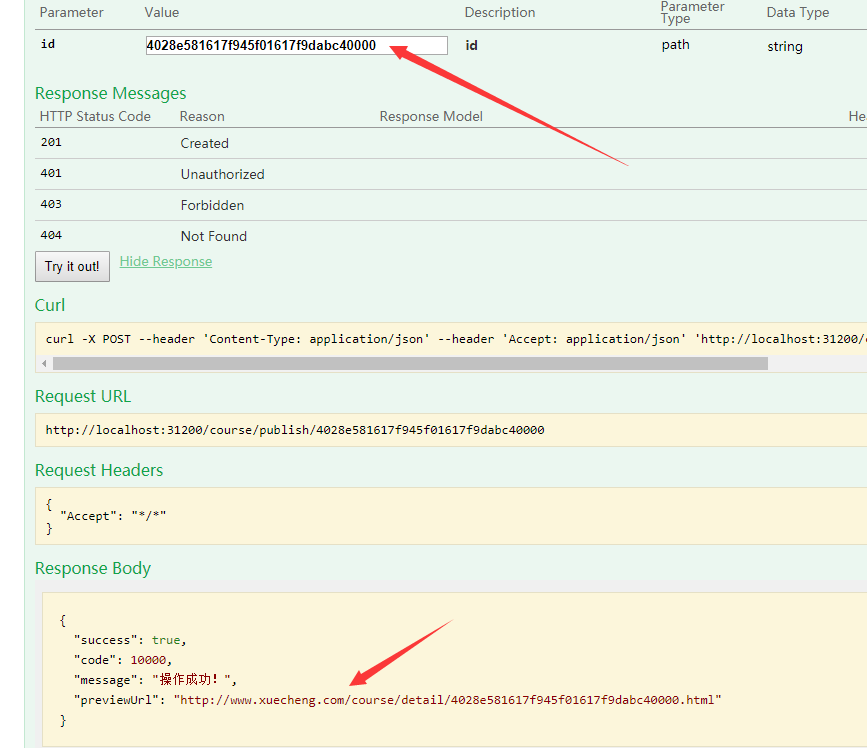 Parameter Value Description Parameter Type Data Type
id 4028e581617f945f01617f9dabc40000 id path string
Response Messages
HTTP Status Code Reason Response Model
201 Created
401 Unauthorized
403 Forbidden
404 Not Found
Try it out! Hide Response
Curl
curl -X POST --header 'Content-Type: application/json' --header 'Accept: application/json' 'http://localhost:31200/
Request URL
http://localhost:31200/course/publish/4028e581617f945f01617f9dabc40000
Request Headers
{
"Accept": "*/*"
}
Response Body
{
"success": true,
"code": 10000,
"message": "操作成功！",
"previewUrl": "http://www.xuecheng.com/course/detail/4028e581617f945f01617f9dabc40000.html"
}